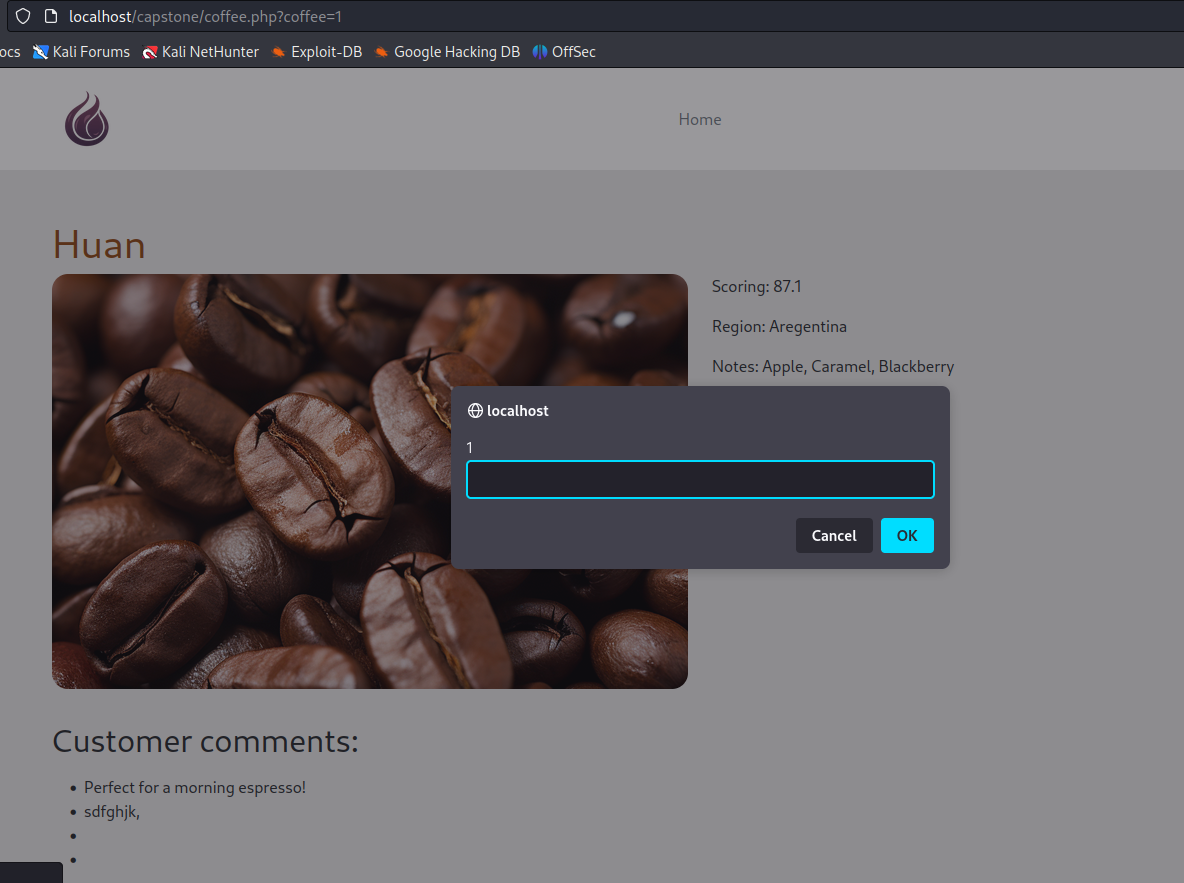 localhost/capstone/coffee.php?coffee=1
ocs Kali Forums Kali NetHunter Exploit-DB Google Hacking DB OffSec
Home
Huan
Scoring: 87.1
Region: Aregentina
Notes: Apple, Caramel, Blackberry
localhost
1
Cancel OK
Customer comments:
• Perfect for a morning espresso!
• sdfghjk,
•
•